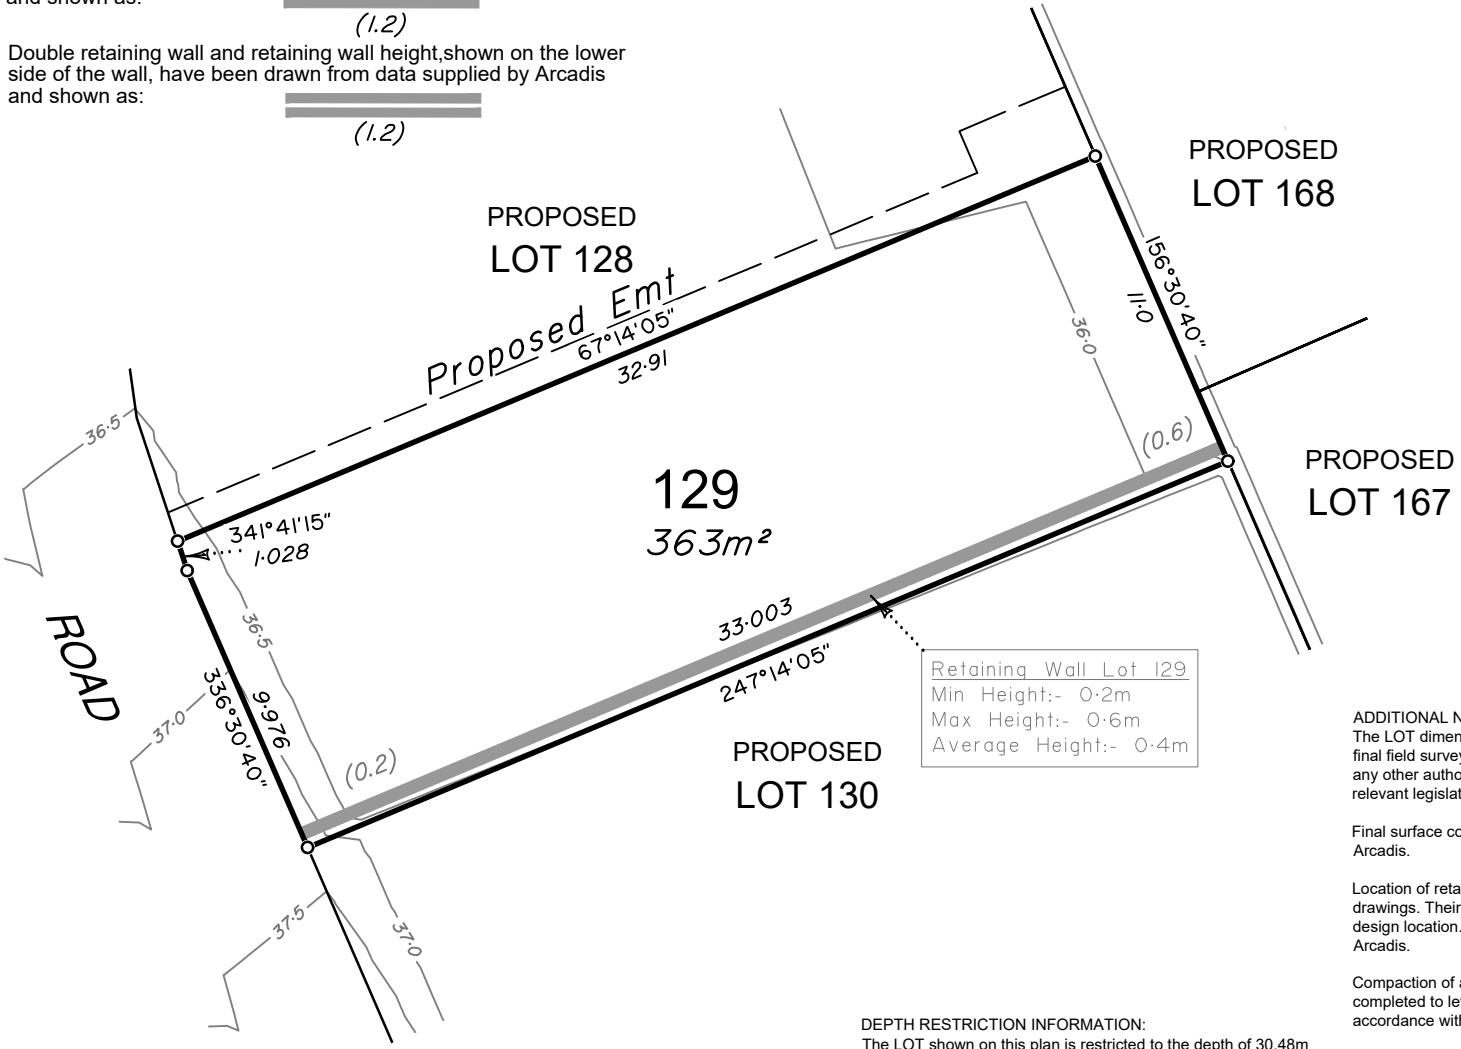 and shown as:
(1.2)
Double retaining wall and retaining wall height,shown on the lower
side of the wall, have been drawn from data supplied by Arcadis
and shown as:
(1.2)
PROPOSED
LOT 168
PROPOSED
LOT 128
Proposed Emt
67°14'05"
32·91
156°30'40"
11·0
36·0
36·5
(0.6)
PROPOSED
LOT 167
129
363m²
341°41'15"
1·028
36·5
ROAD
33·003
247°14'05"
Retaining Wall Lot 129
Min Height:- 0·2m
Max Height:- 0·6m
Average Height:- 0·4m
336°30'40"
9·976
37·0
(0.2)
PROPOSED
LOT 130
37·5
37·0
ADDITIONAL N
The LOT dimen
final field survey
any other autho
relevant legislat
Final surface co
Arcadis.
Location of reta
drawings. Their
design location.
Arcadis.
Compaction of a
completed to le
accordance with
DEPTH RESTRICTION INFORMATION:
The LOT shown on this plan is restricted to the depth of 30.48m